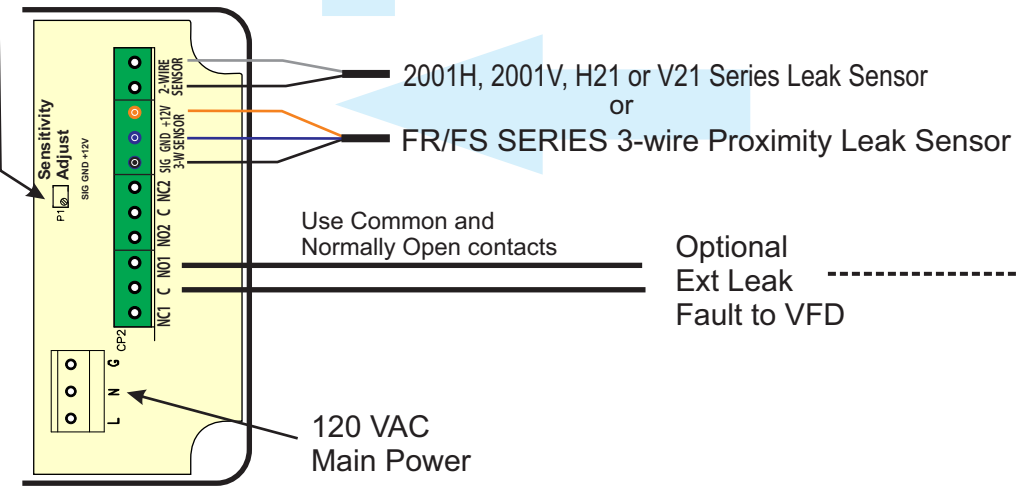 2-WIRE
SENSOR
SIG GND +12V
3-W SENSOR
NO2 C NC2
NC1 C NO1
CP2
Sensitivity
Adjust
SIG GND +12V
P1
L N G
2001H, 2001V, H21 or V21 Series Leak Sensor
or
FR/FS SERIES 3-wire Proximity Leak Sensor
Use Common and
Normally Open contacts
Optional
Ext Leak
Fault to VFD
120 VAC
Main Power